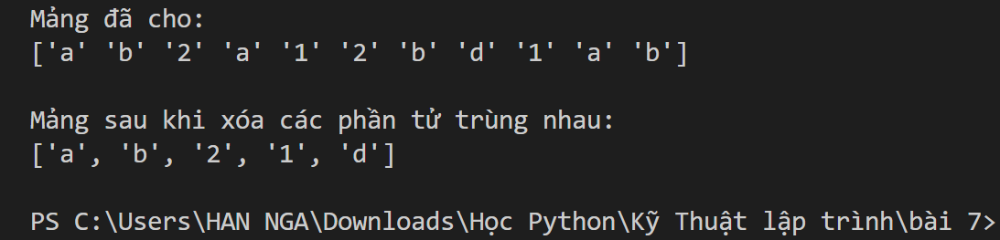 Mảng đã cho:
['a' 'b' '2' 'a' '1' '2' 'b' 'd' '1' 'a' 'b']
Mảng sau khi xóa các phần tử trùng nhau:
['a', 'b', '2', '1', 'd']
PS C:\Users\HAN NGA\Downloads\Học Python\Kỹ Thuật lập trình\bài 7>